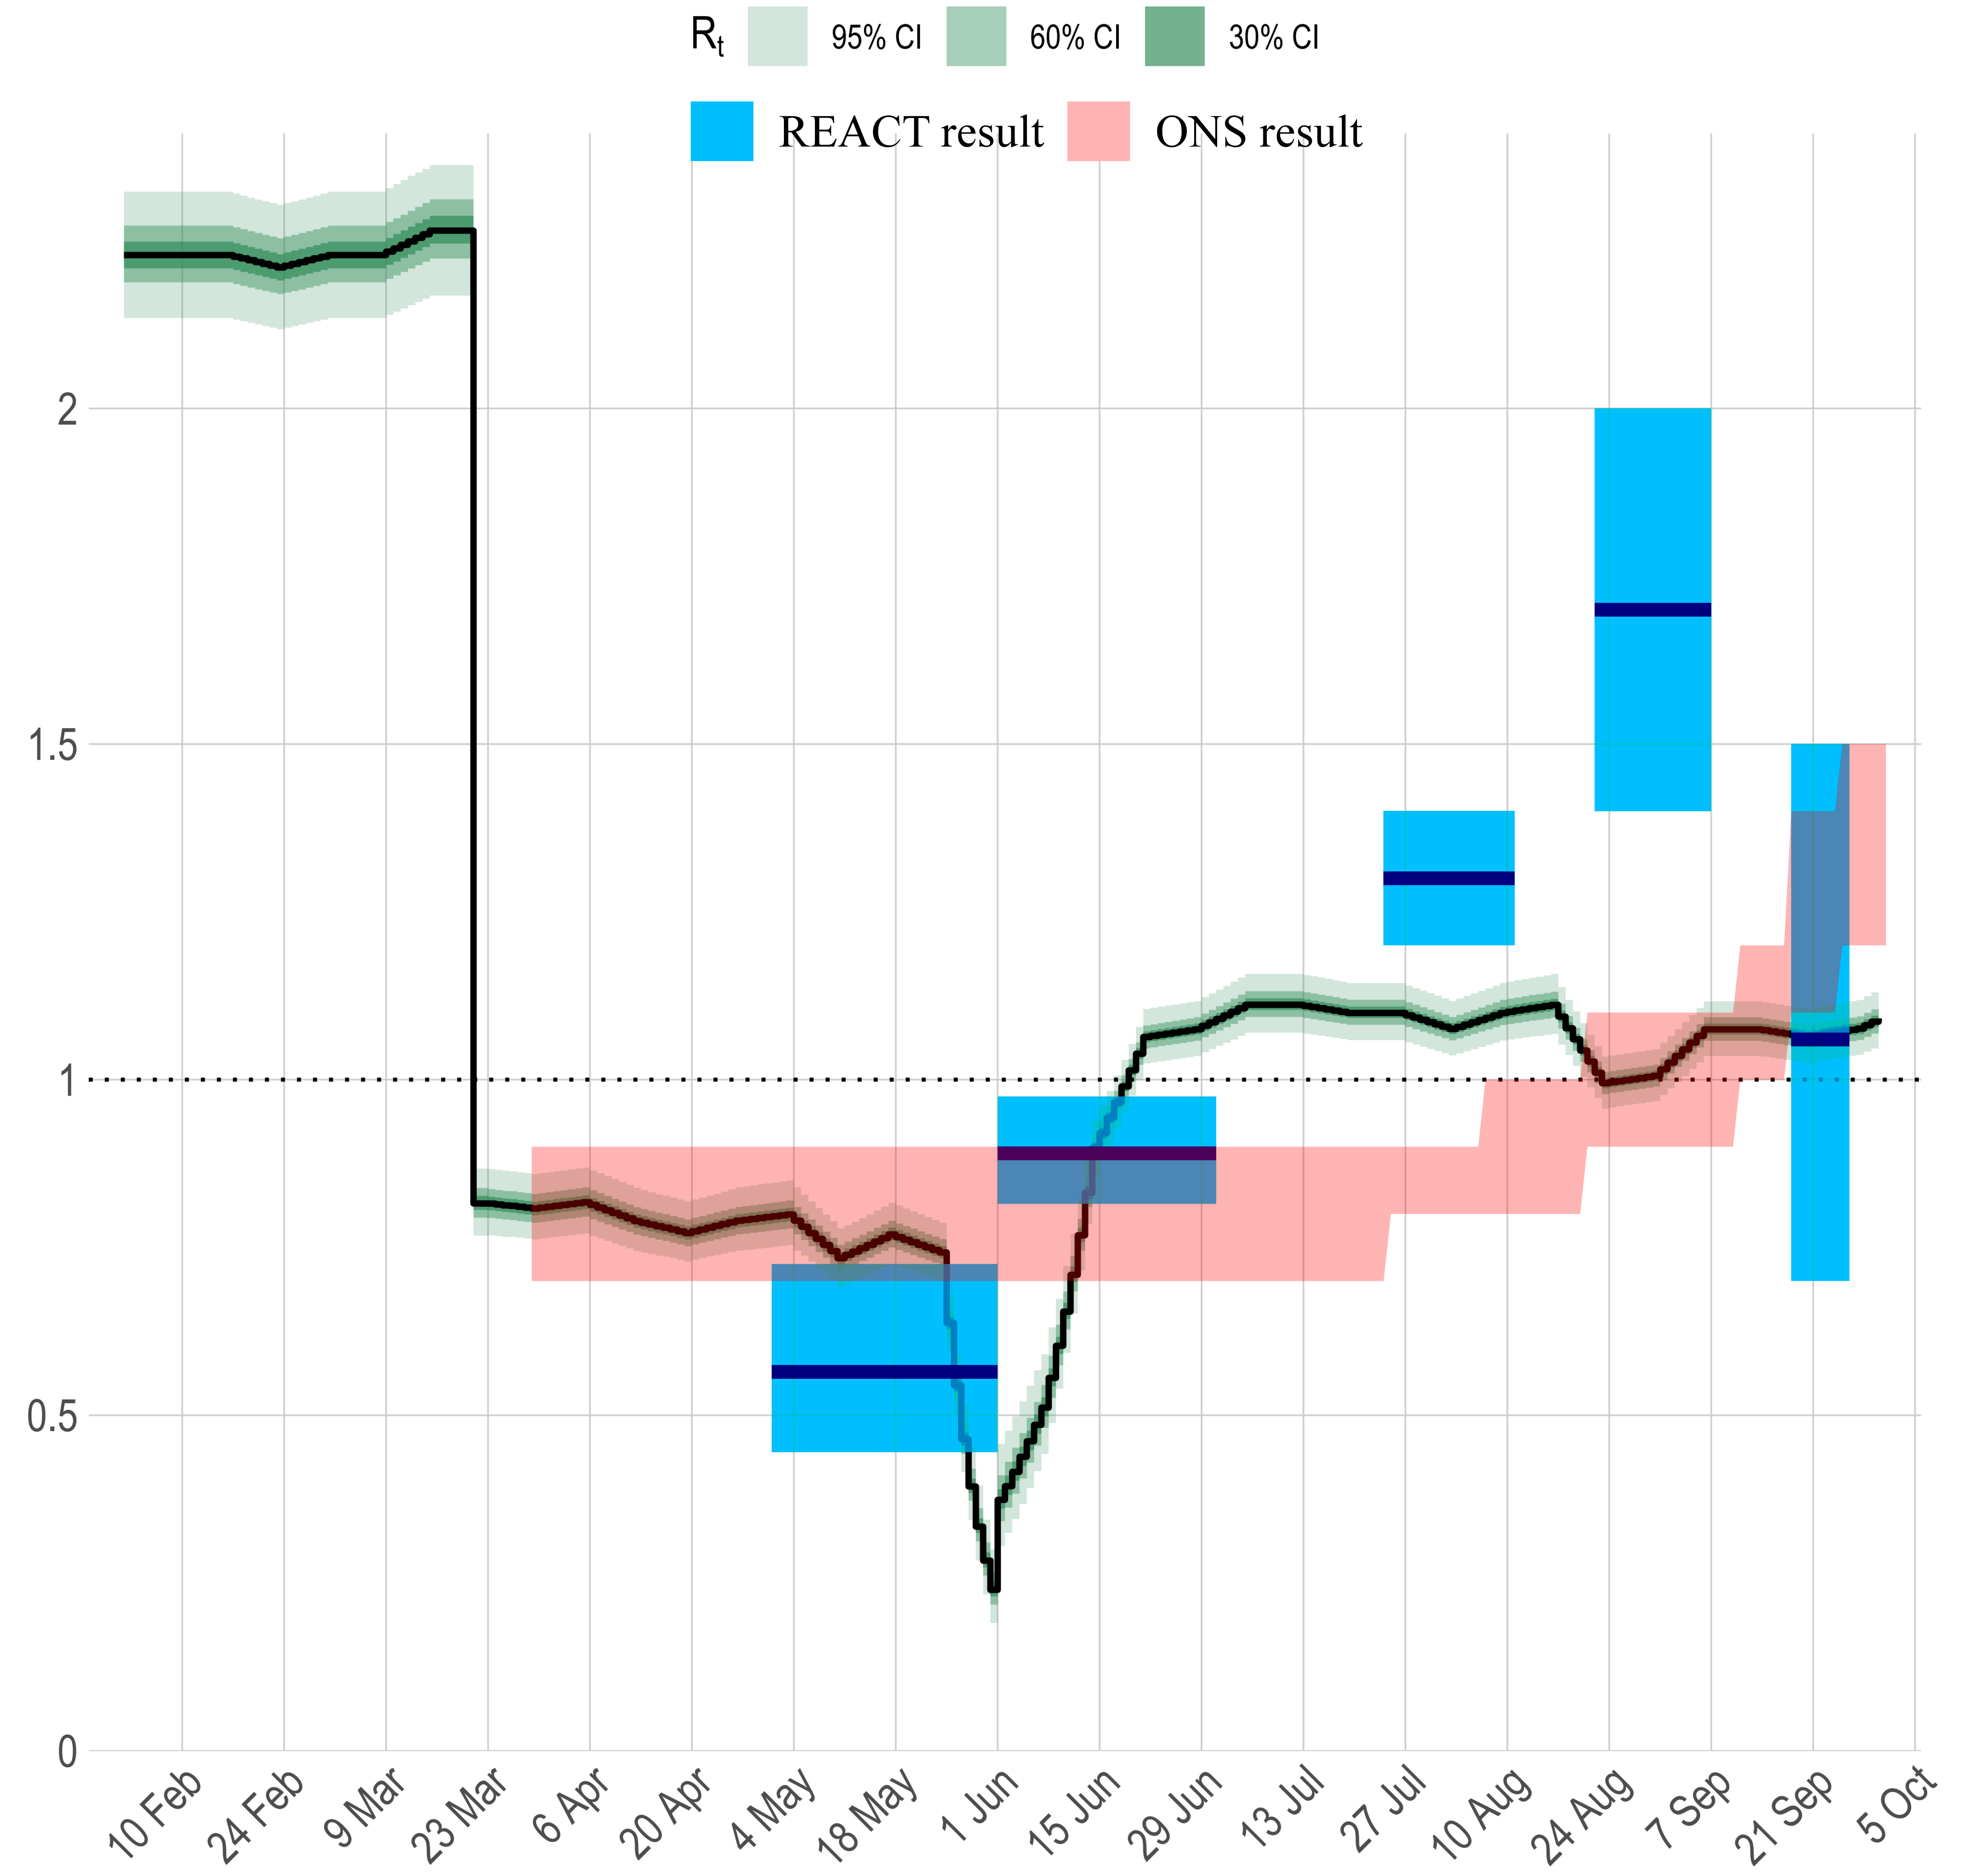 Rt 95% CI 60% CI 30% CI
REACT result ONS result
2
1.5
1
0.5
0
10 Feb 24 Feb 9 Mar 23 Mar 6 Apr 20 Apr 4 May 18 May 1 Jun 15 Jun 29 Jun 13 Jul 27 Jul 10 Aug 24 Aug 7 Sep 21 Sep 5 Oct